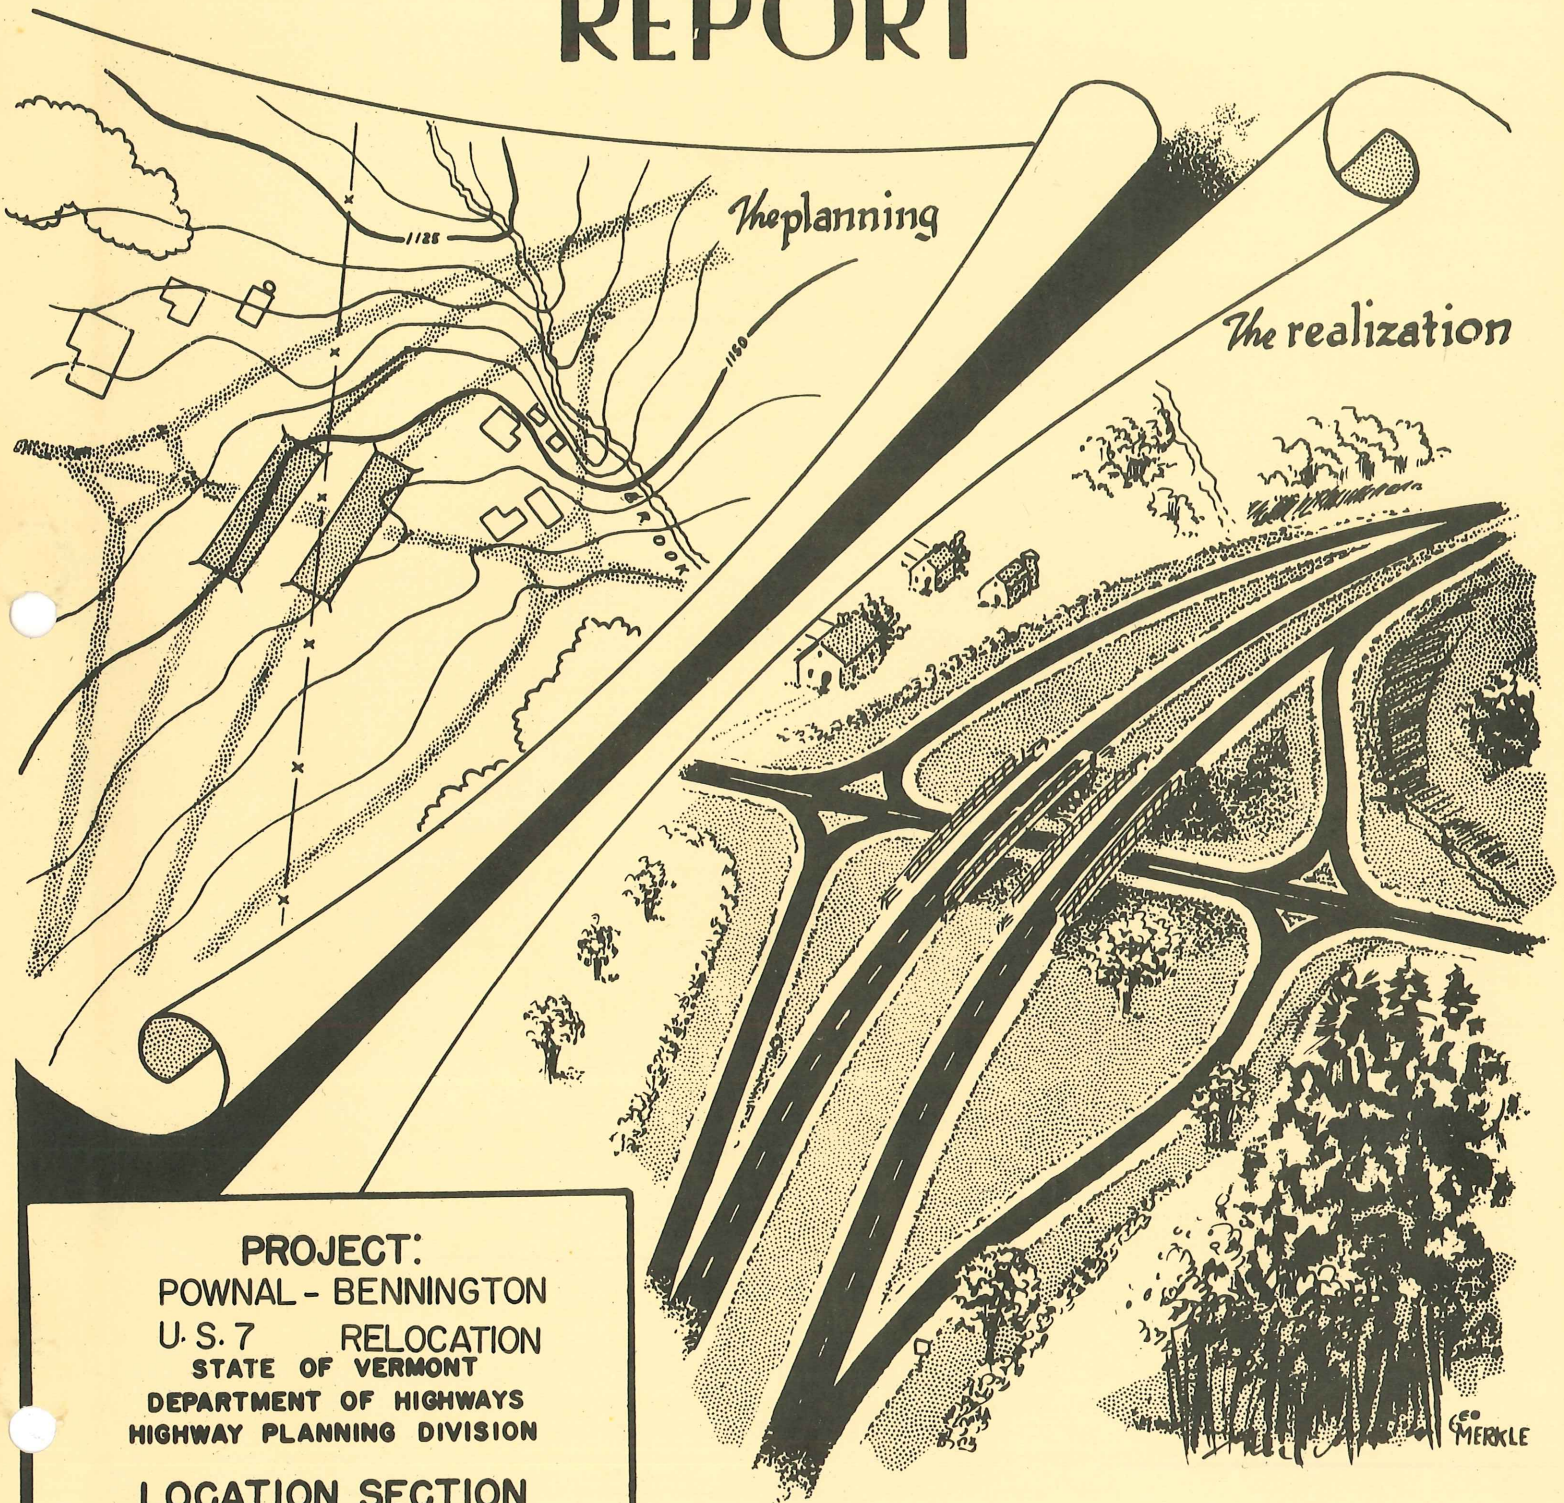 REPORT
The planning
1125
The realization
1150
BROOK
PROJECT:
POWNAL - BENNINGTON
U.S. 7 RELOCATION
STATE OF VERMONT
DEPARTMENT OF HIGHWAYS
HIGHWAY PLANNING DIVISION
LOCATION SECTION
GEO
MERKLE